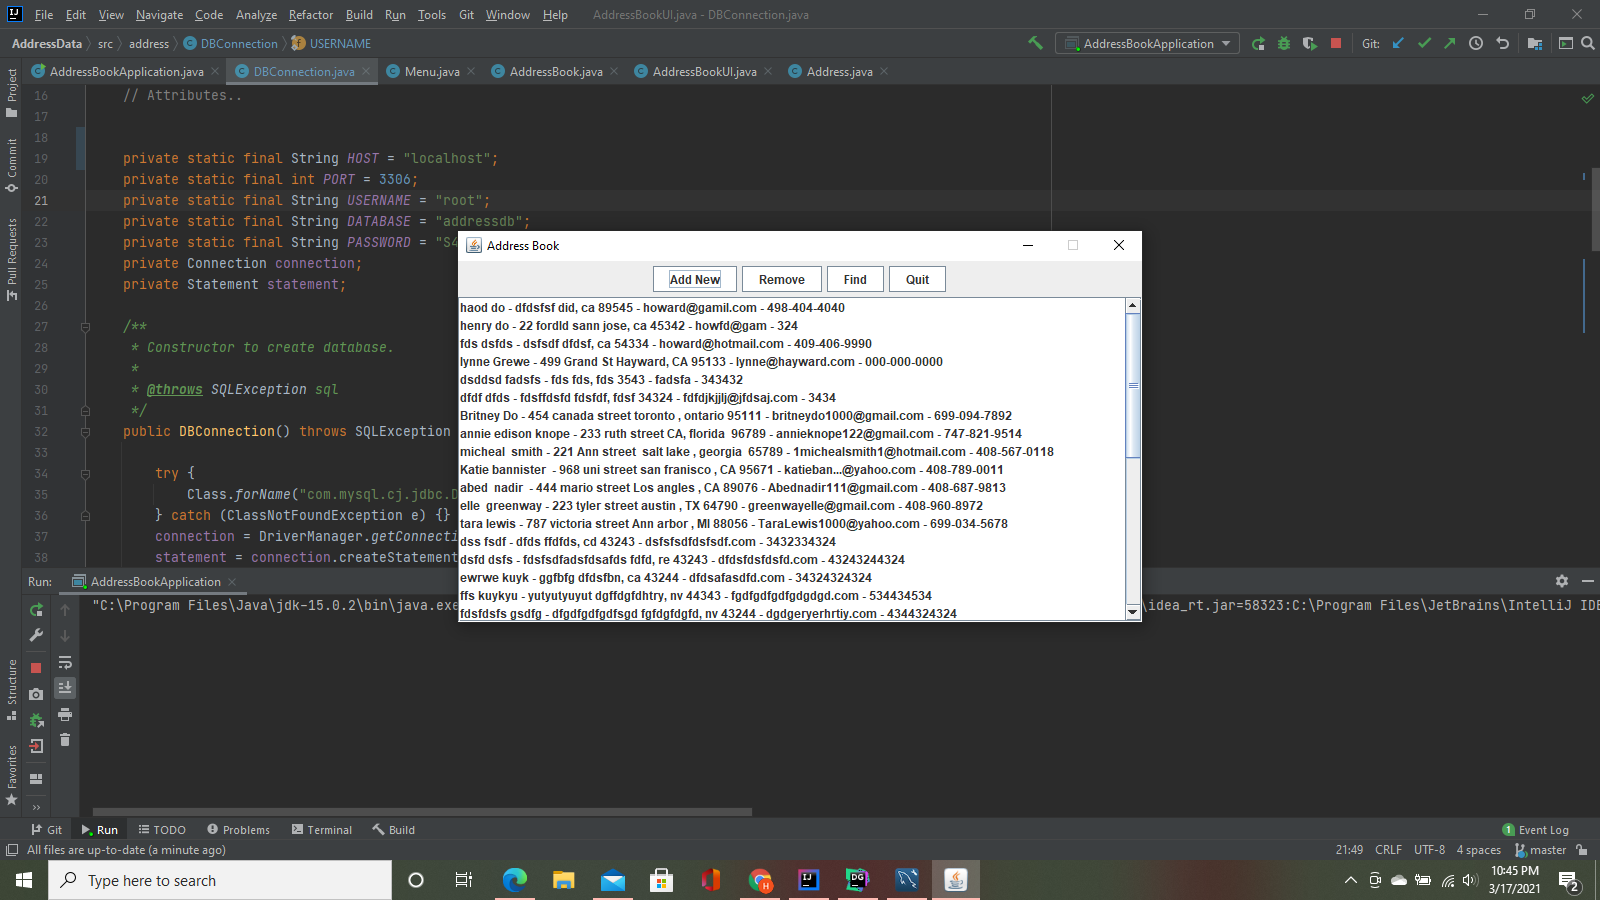 File Edit View Navigate Code Analyze Refactor Build Run Tools Git Window Help AddressBookUI.java - DBConnection.java
AddressData src address DBConnection USERNAME AddressBookApplication Git:
AddressBookApplication.java DBConnection.java Menu.java AddressBook.java AddressBookUI.java Address.java
Project
Commit
Pull Requests
Structure
Favorites
16 // Attributes..
17
18
19 private static final String HOST = "localhost";
20 private static final int PORT = 3306;
21 private static final String USERNAME = "root";
22 private static final String DATABASE = "addressdb";
23 private static final String PASSWORD = "S4
24 private Connection connection;
25 private Statement statement;
26
27 /**
28 * Constructor to create database.
29 *
30 * @throws SQLException sql
31 */
32 public DBConnection() throws SQLException
33
34 try {
35 Class.forName("com.mysql.cj.jdbc.D
36 } catch (ClassNotFoundException e) {}
37 connection = DriverManager.getConnecti
38 statement = connection.createStatement
Address Book
Add New Remove Find Quit
haod do - dfdsfsf did, ca 89545 - howard@gamil.com - 498-404-4040
henry do - 22 fordld sann jose, ca 45342 - howfd@gam - 324
fds dsfds - dsfsdf dfdsf, ca 54334 - howard@hotmail.com - 409-406-9990
lynne Grewe - 499 Grand St Hayward, CA 95133 - lynne@hayward.com - 000-000-0000
dsddsd fadsfs - fds fds, fds 3543 - fadsfa - 343432
dfdf dfds - fdsffdsfd fdsfdf, fdsf 34324 - fdfdjkjjlj@jfdsaj.com - 3434
Britney Do - 454 canada street toronto , ontario 95111 - britneydo1000@gmail.com - 699-094-7892
annie edison knope - 233 ruth street CA, florida  96789 - annieknope122@gmail.com - 747-821-9514
micheal  smith - 221 Ann street  salt lake , georgia  65789 - 1michealsmith1@hotmail.com - 408-567-0118
Katie bannister  - 968 uni street san franisco , CA 95671 - katieban...@yahoo.com - 408-789-0011
abed  nadir  - 444 mario street Los angles , CA 89076 - Abednadir111@gmail.com - 408-687-9813
elle  greenway - 223 tyler street austin , TX 64790 - greenwayelle@gmail.com - 408-960-8972
tara lewis - 787 victoria street Ann arbor , MI 88056 - TaraLewis1000@yahoo.com - 699-034-5678
dss fsdf - dfds ffdfds, cd 43243 - dsfsfsdfdsfsdf.com - 3432334324
dsfd dsfs - fdsfsdfadsfdsafds fdfd, re 43243 - dfdsfdsfdsfd.com - 43243244324
ewrwe kuyk - ggfbfg dfdsfbn, ca 43244 - dfdsafasdfd.com - 34324324324
ffs kuykyu - yutyutyuyut dgffdgfdhtry, nv 44343 - fgdfgdfgdfgdgdgd.com - 534434534
fdsfdsfs gsdfg - dfgdfgdfgdfsgd fgfdgfdgfd, nv 43244 - dgdgeryerhrtiy.com - 4344324324
Run: AddressBookApplication
"C:\Program Files\Java\jdk-15.0.2\bin\java.exe \idea_rt.jar=58323:C:\Program Files\JetBrains\IntelliJ IDE
Git Run TODO Problems Terminal Build 1 Event Log
All files are up-to-date (a minute ago) 21:49 CRLF UTF-8 4 spaces master
Type here to search
10:45 PM
3/17/2021
2